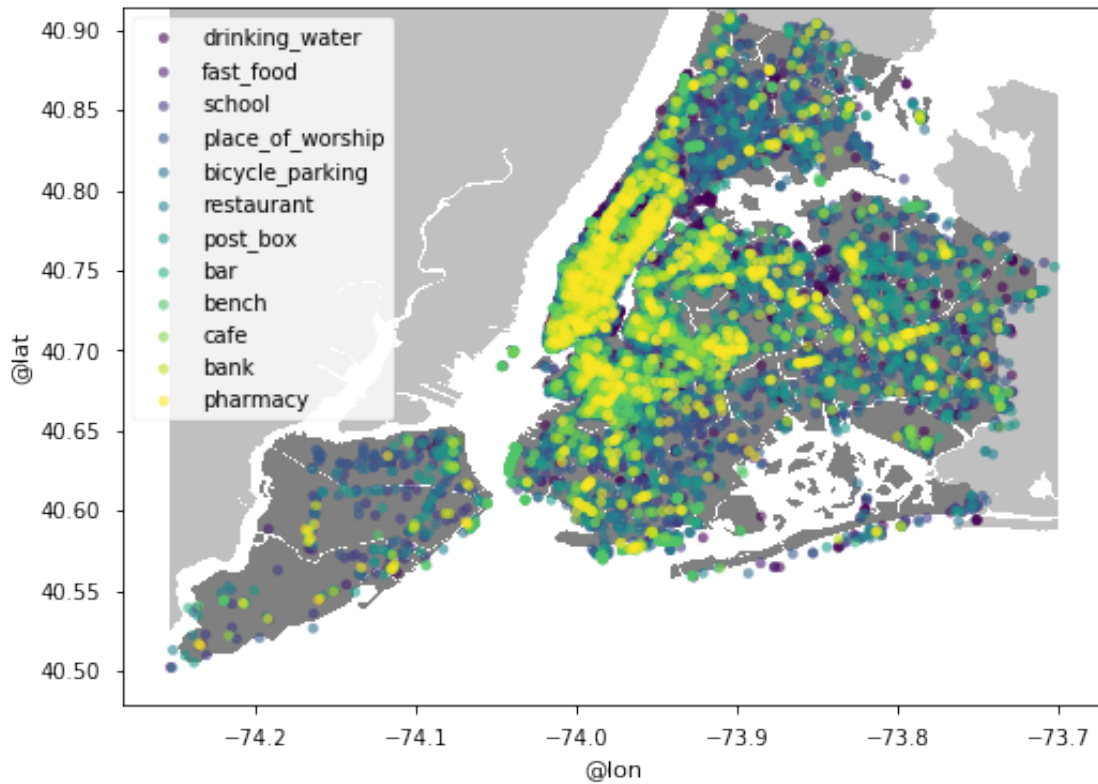 40.90
40.85
40.80
40.75
40.70
40.65
40.60
40.55
40.50
@lat
drinking_water
fast_food
school
place_of_worship
bicycle_parking
restaurant
post_box
bar
bench
cafe
bank
pharmacy
−74.2 −74.1 −74.0 −73.9 −73.8 −73.7
@lon